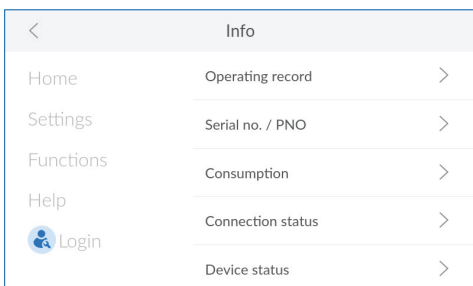 Info
Home
Settings
Functions
Help
Login
Operating record
Serial no. / PNO
Consumption
Connection status
Device status